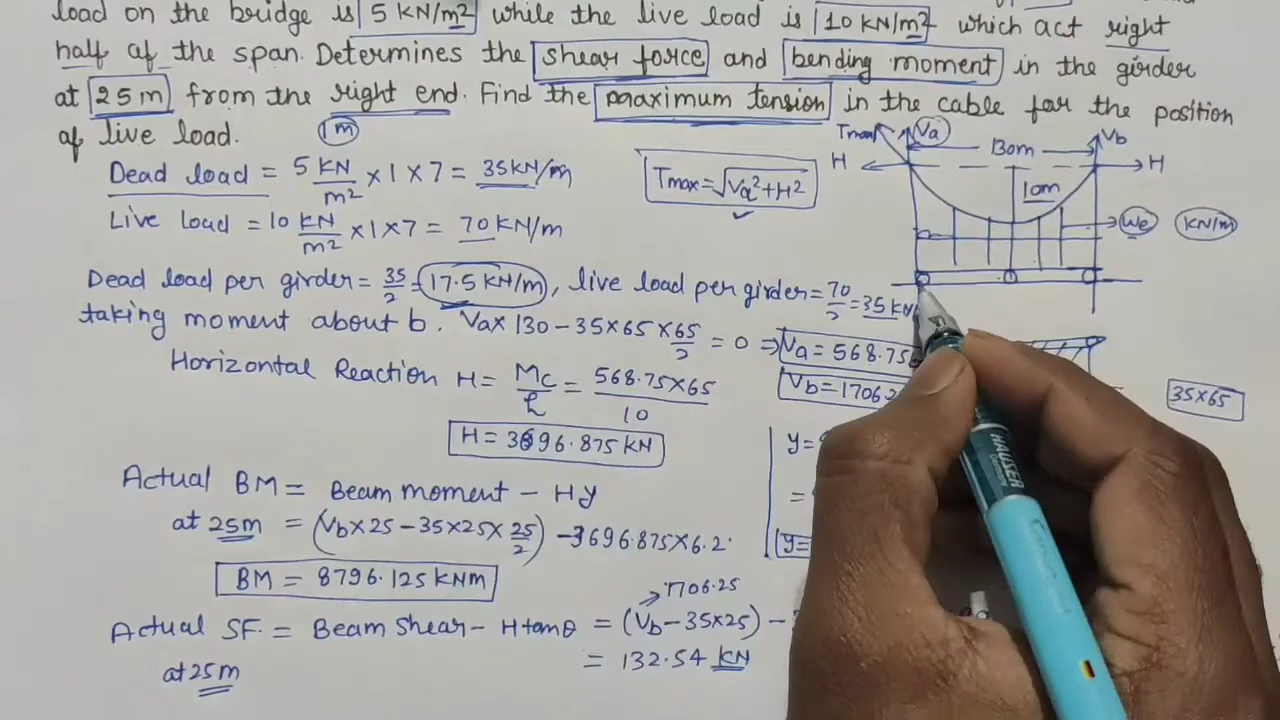 load on the bridge is 5 KN/m² while the live load is 10 KN/m² which act right
half of the span. Determines the shear force and bending moment in the girder
at 25m from the right end. Find the maximum tension in the cable for the position
of live load. 1m
Dead load = 5 KN/m² × 1 × 7 = 35KN/m
Live load = 10 KN/m² × 1 × 7 = 70 KN/m
Tmax = √Va²+H²
Tmax Va Vb
H 130m H
10m
We KN/m
Dead load per girder = 35/2 = 17.5 KN/m, live load per girder = 70/2 = 35 KN
taking moment about b. Va × 130 - 35×65×65/2 = 0 ⇒ Va = 568.75
Vb = 1706.2
35×65
Horizontal Reaction H = Mc/h = 568.75×65/10
H = 3696.875 KN
y =
=
y =
Actual BM = Beam moment - Hy
at 25m = (Vb×25 - 35×25×25/2) - 3696.875×6.2
BM = 8796.125 KNm
→ 1706.25
Actual SF. = Beam shear - H tanθ = (Vb - 35×25) -
at 25m = 132.54 KN
HAUSER